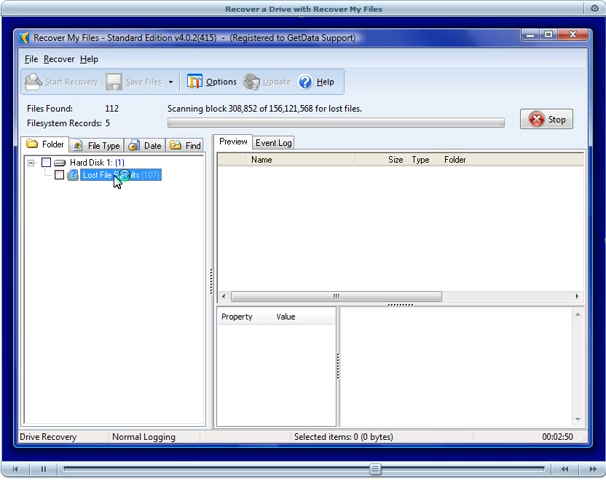 Recover a Drive with Recover My Files
Recover My Files - Standard Edition v4.0.2(415) - (Registered to GetData Support)
File Recover Help
Start Recovery Save Files Options Update Help
Files Found: 112 Scanning block 308,852 of 156,121,568 for lost files.
Filesystem Records: 5
Stop
Folder File Type Date Find Preview Event Log
Name Size Type Folder
Hard Disk 1: (1)
Lost File (107)
Property Value
Drive Recovery Normal Logging Selected items: 0 (0 bytes) 00:02:50